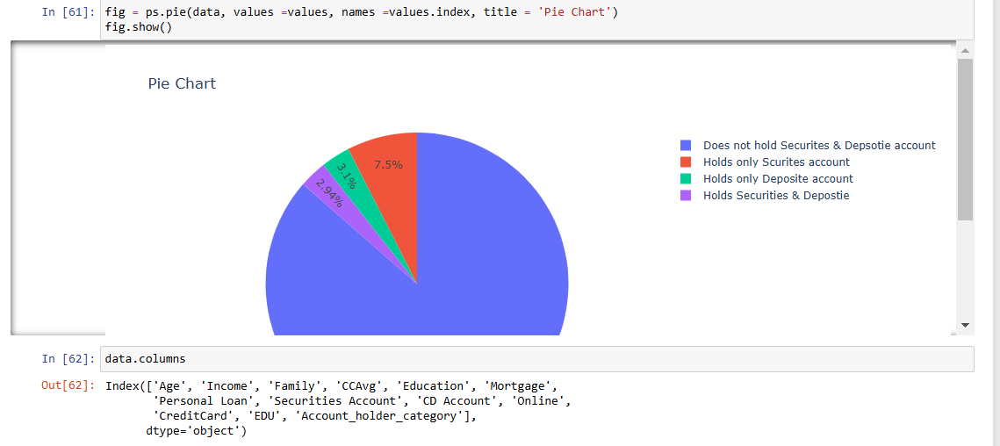 In [61]: fig = ps.pie(data, values =values, names =values.index, title = 'Pie Chart')
fig.show()
Pie Chart
7.5%
3.1%
2.94%
Does not hold Securites & Depsotie account
Holds only Scurites account
Holds only Deposite account
Holds Securities & Depostie
In [62]: data.columns
Out[62]: Index(['Age', 'Income', 'Family', 'CCAvg', 'Education', 'Mortgage',
'Personal Loan', 'Securities Account', 'CD Account', 'Online',
'CreditCard', 'EDU', 'Account_holder_category'],
dtype='object')